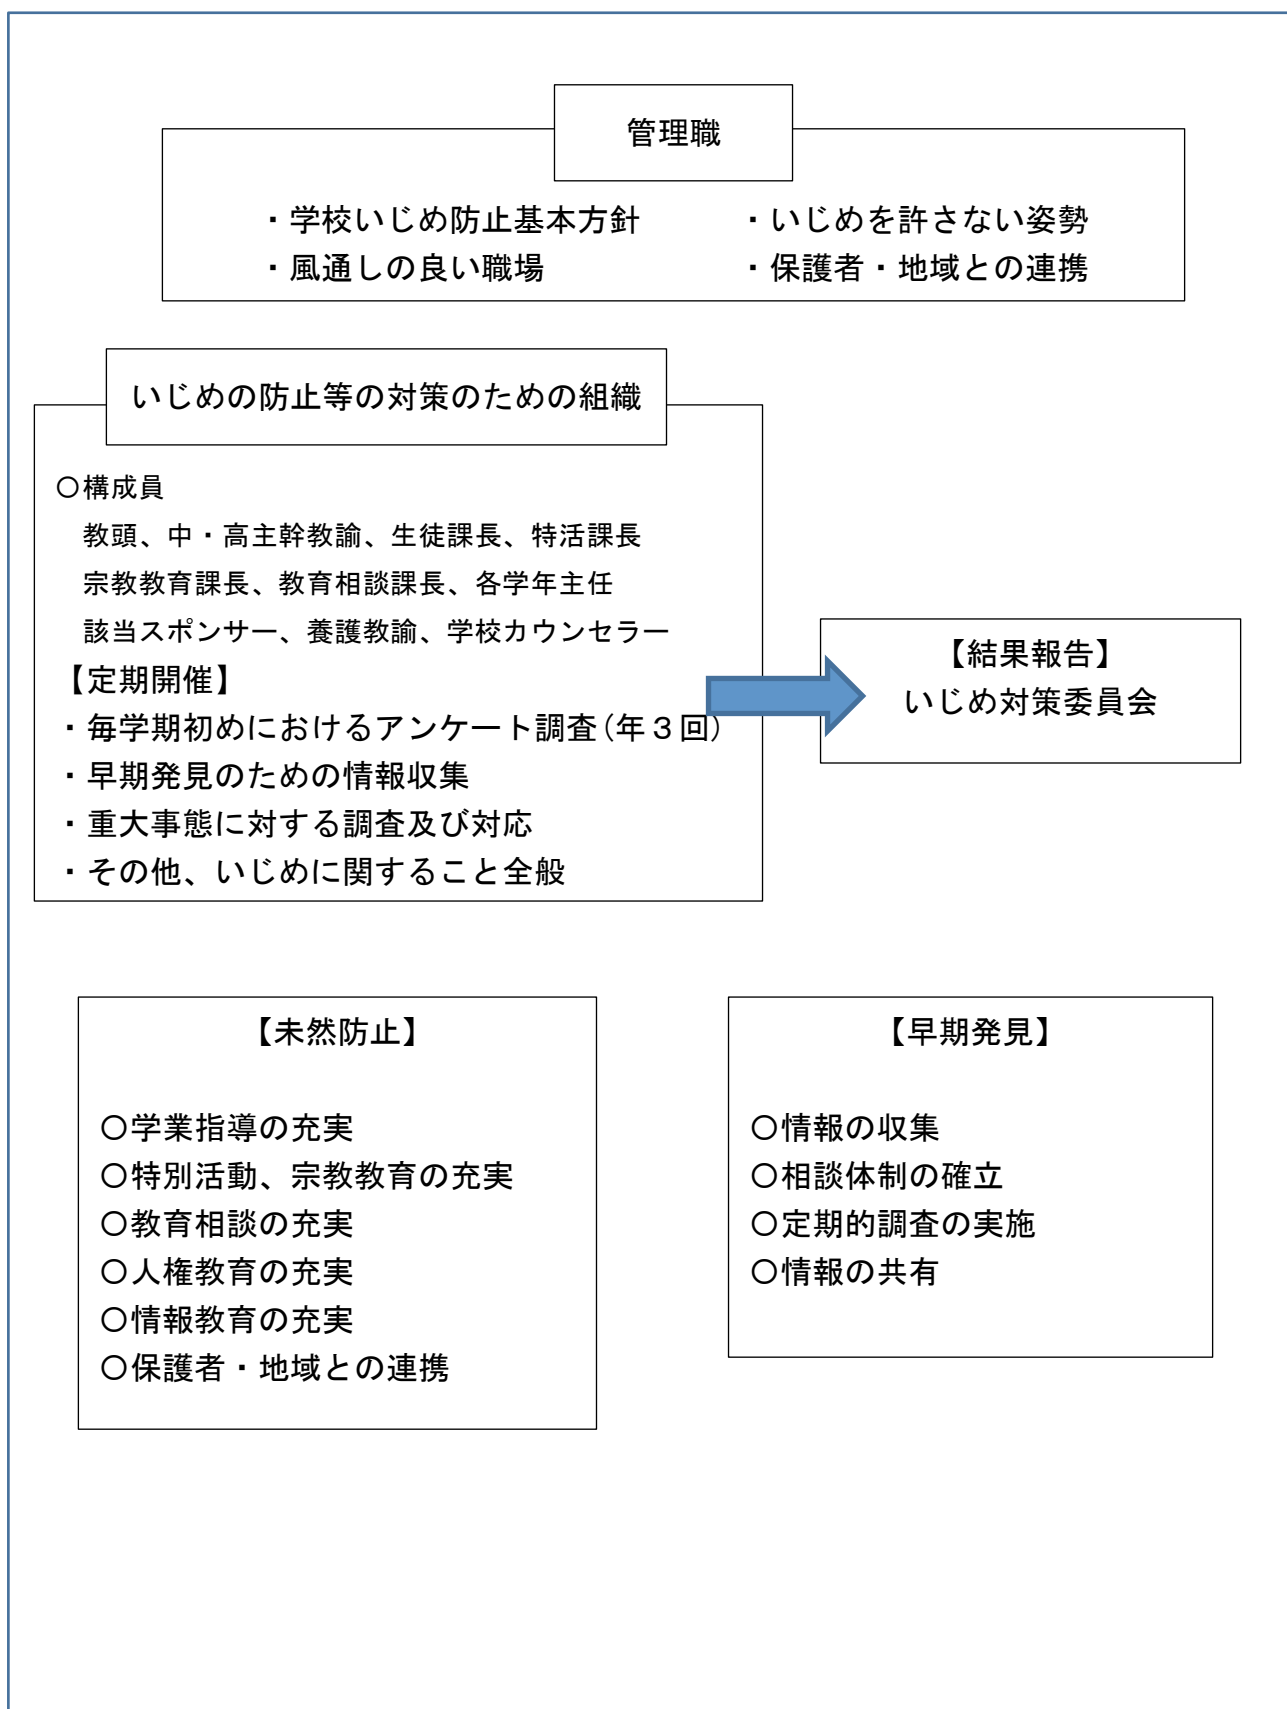 管理職
・学校いじめ防止基本方針　・いじめを許さない姿勢
・風通しの良い職場　・保護者・地域との連携
いじめの防止等の対策のための組織
○構成員
教頭、中・高主幹教諭、生徒課長、特活課長
宗教教育課長、教育相談課長、各学年主任
該当スポンサー、養護教諭、学校カウンセラー
【定期開催】
・毎学期初めにおけるアンケート調査（年３回）
・早期発見のための情報収集
・重大事態に対する調査及び対応
・その他、いじめに関すること全般
【結果報告】
いじめ対策委員会
【未然防止】
○学業指導の充実
○特別活動、宗教教育の充実
○教育相談の充実
○人権教育の充実
○情報教育の充実
○保護者・地域との連携
【早期発見】
○情報の収集
○相談体制の確立
○定期的調査の実施
○情報の共有